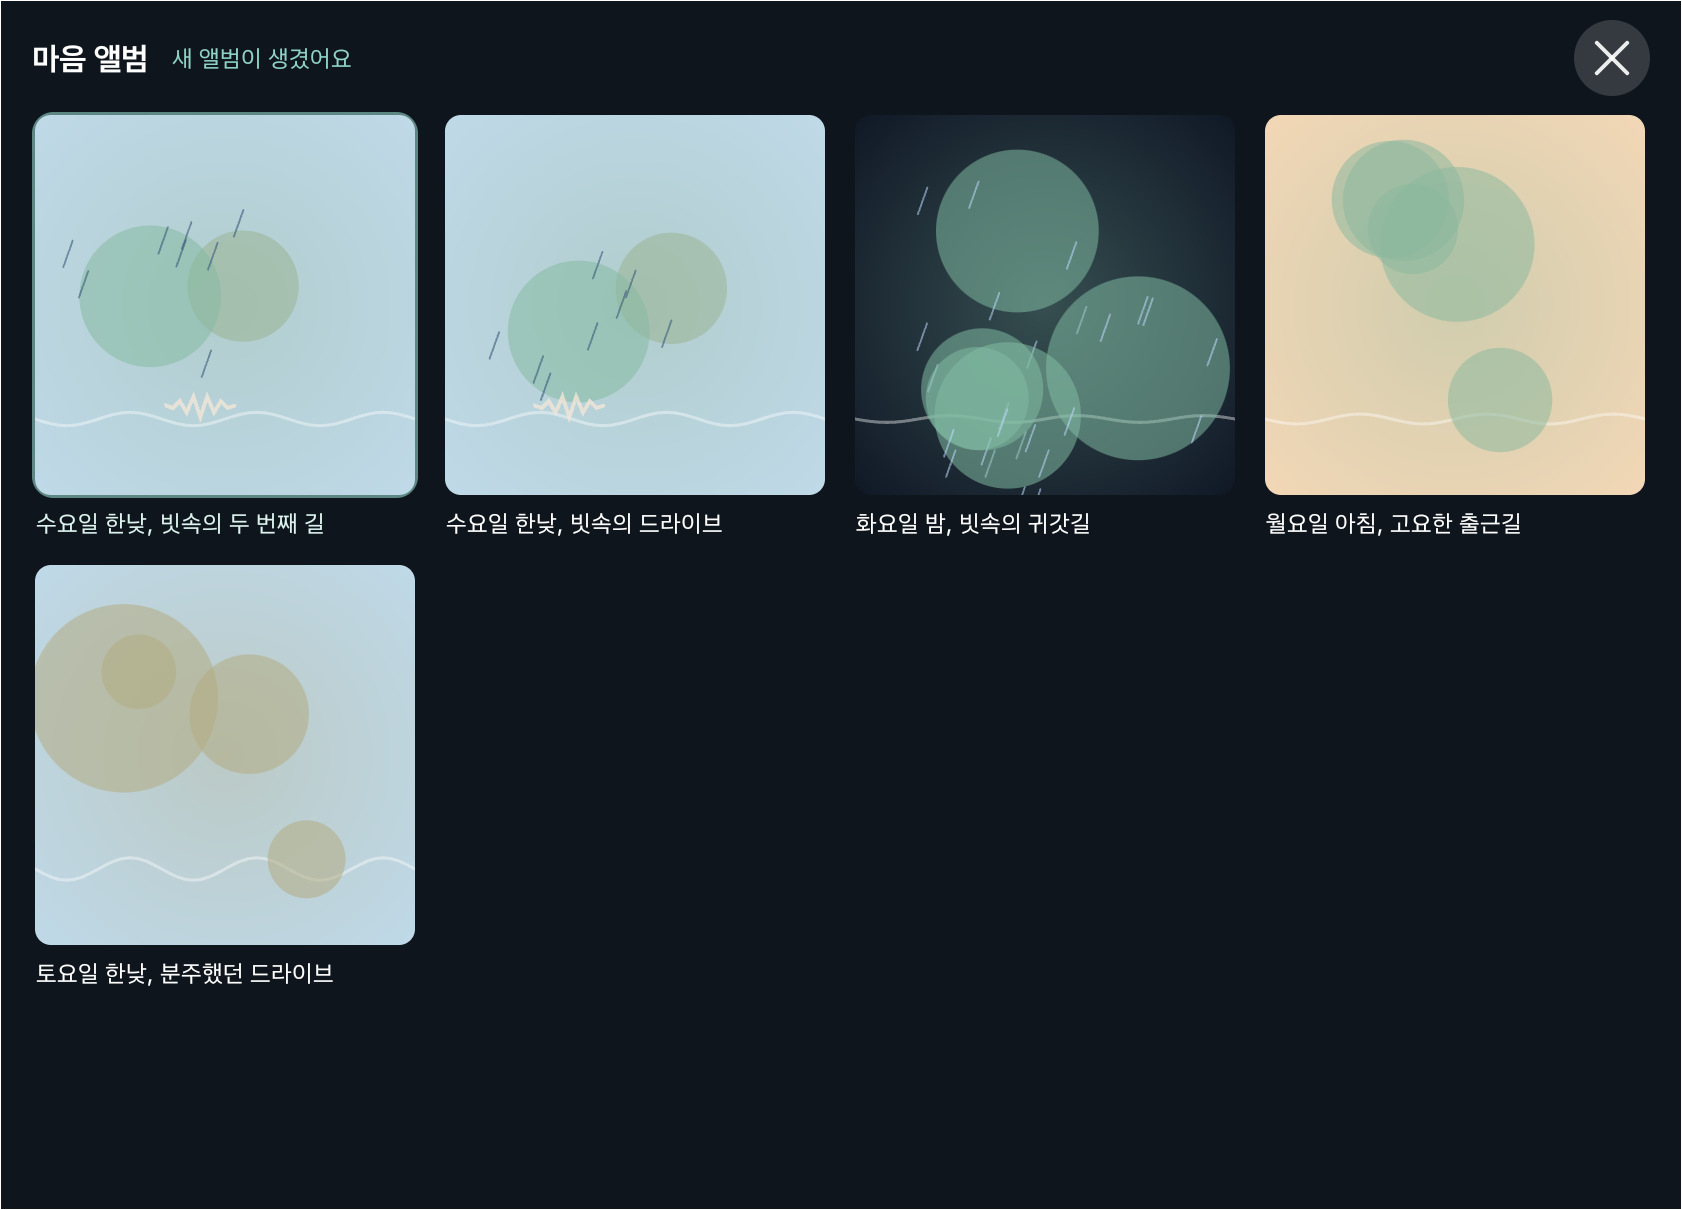 마음 앨범
새 앨범이 생겼어요
수요일 한낮, 빗속의 두 번째 길
수요일 한낮, 빗속의 드라이브
화요일 밤, 빗속의 귀갓길
월요일 아침, 고요한 출근길
토요일 한낮, 분주했던 드라이브